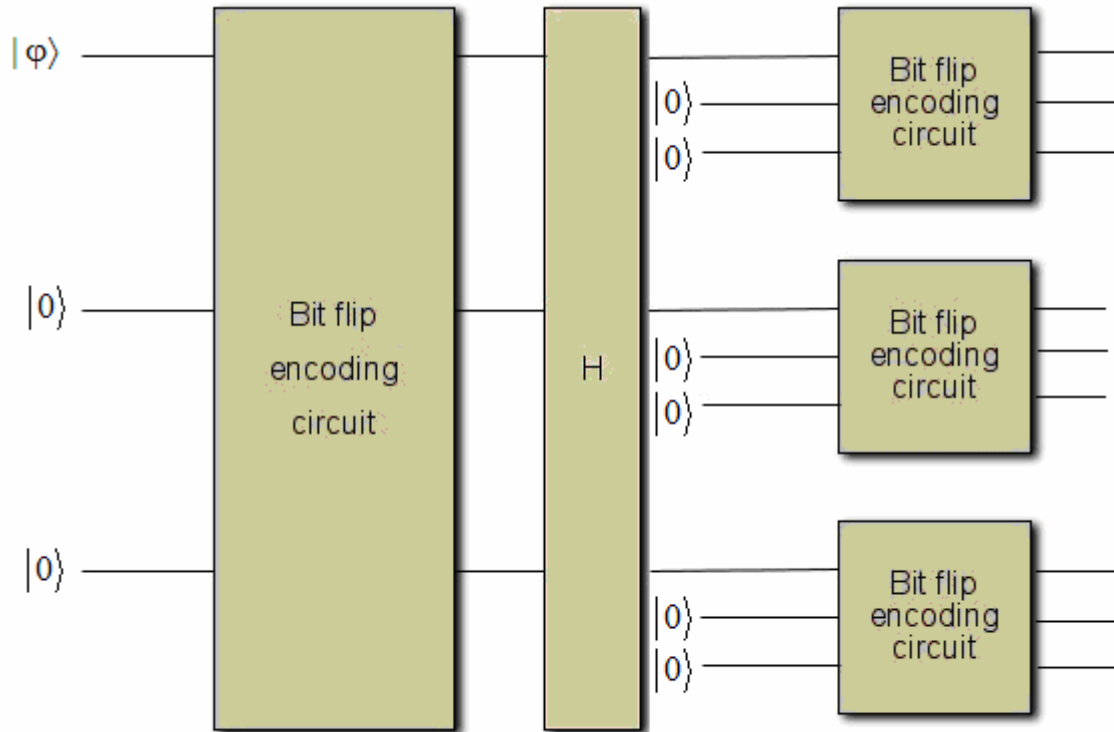 |φ⟩
|0⟩
|0⟩
Bit flip
encoding
circuit
H
|0⟩
|0⟩
Bit flip
encoding
circuit
|0⟩
|0⟩
Bit flip
encoding
circuit
|0⟩
|0⟩
Bit flip
encoding
circuit